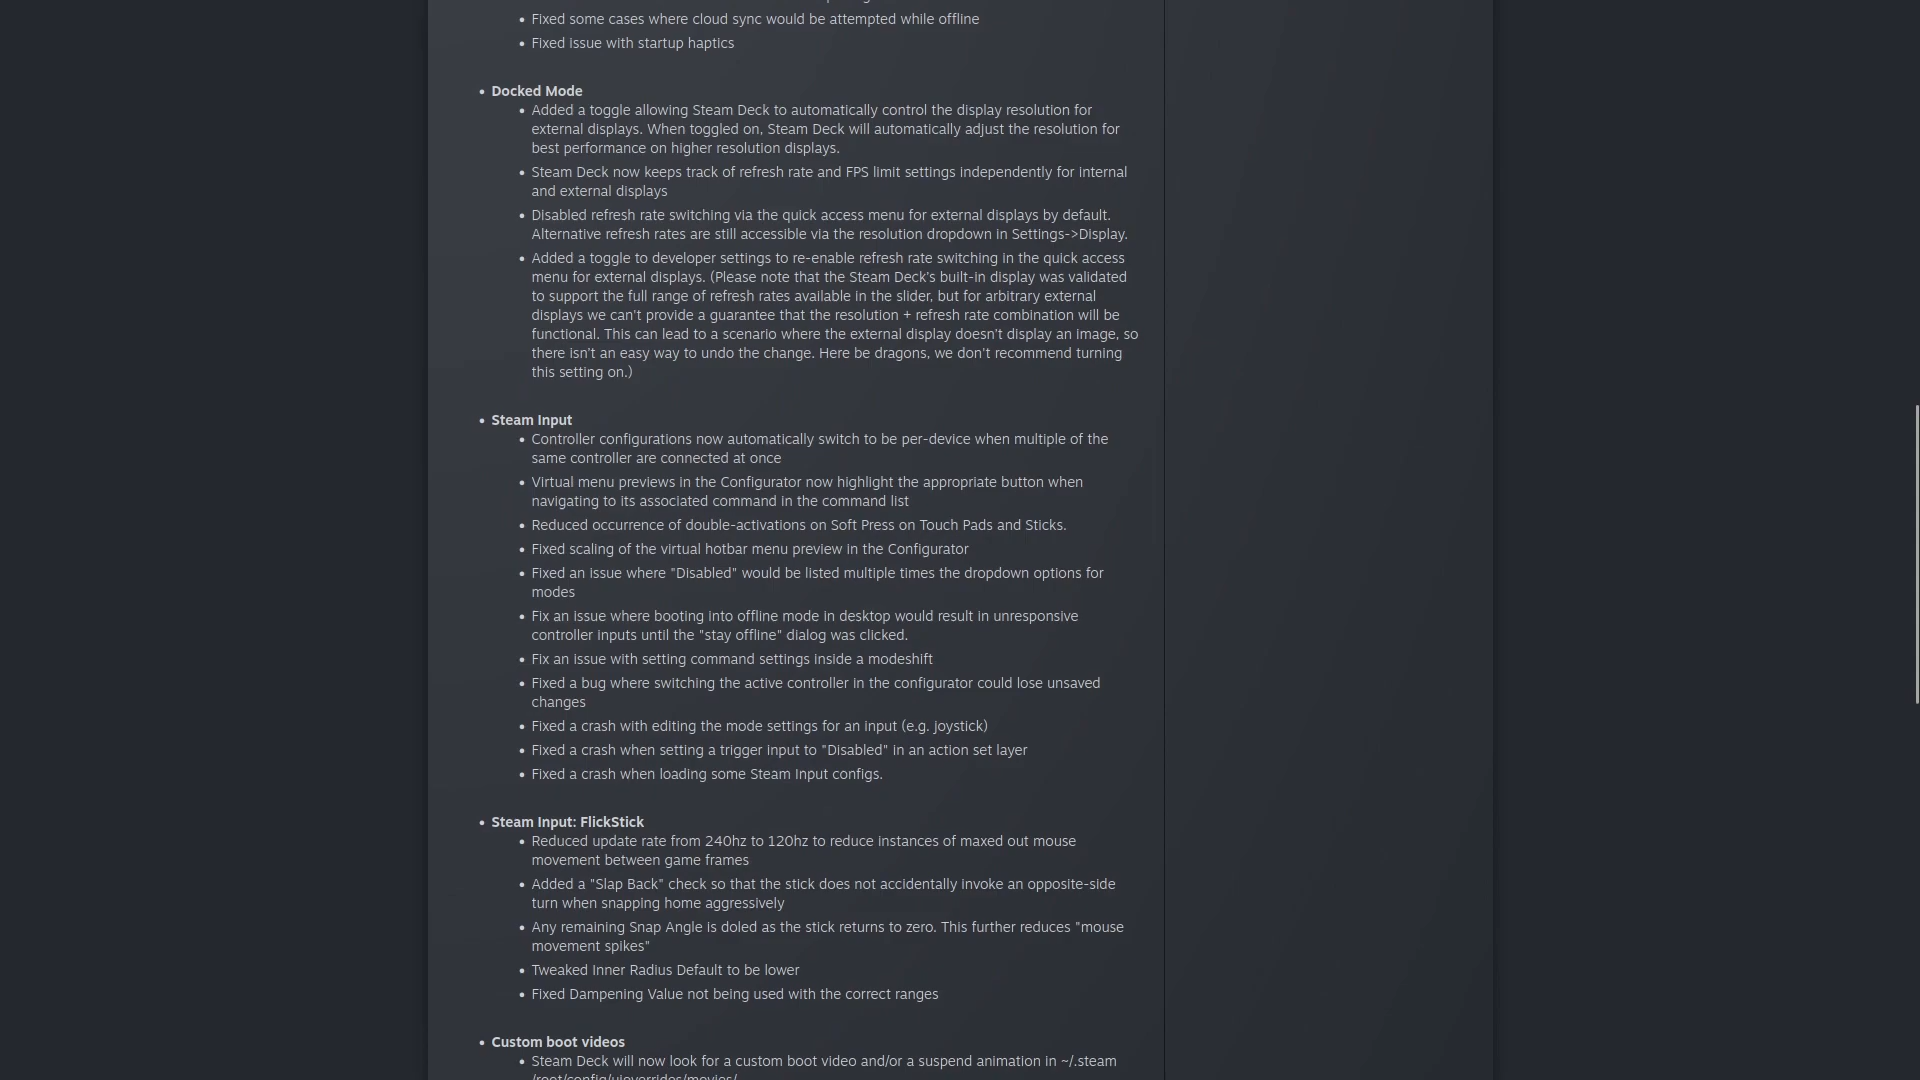 • Fixed some cases where cloud sync would be attempted while offline
• Fixed issue with startup haptics
• Docked Mode
• Added a toggle allowing Steam Deck to automatically control the display resolution for
external displays. When toggled on, Steam Deck will automatically adjust the resolution for
best performance on higher resolution displays.
• Steam Deck now keeps track of refresh rate and FPS limit settings independently for internal
and external displays
• Disabled refresh rate switching via the quick access menu for external displays by default.
Alternative refresh rates are still accessible via the resolution dropdown in Settings->Display.
• Added a toggle to developer settings to re-enable refresh rate switching in the quick access
menu for external displays. (Please note that the Steam Deck's built-in display was validated
to support the full range of refresh rates available in the slider, but for arbitrary external
displays we can't provide a guarantee that the resolution + refresh rate combination will be
functional. This can lead to a scenario where the external display doesn't display an image, so
there isn't an easy way to undo the change. Here be dragons, we don't recommend turning
this setting on.)
• Steam Input
• Controller configurations now automatically switch to be per-device when multiple of the
same controller are connected at once
• Virtual menu previews in the Configurator now highlight the appropriate button when
navigating to its associated command in the command list
• Reduced occurrence of double-activations on Soft Press on Touch Pads and Sticks.
• Fixed scaling of the virtual hotbar menu preview in the Configurator
• Fixed an issue where "Disabled" would be listed multiple times the dropdown options for
modes
• Fix an issue where booting into offline mode in desktop would result in unresponsive
controller inputs until the "stay offline" dialog was clicked.
• Fix an issue with setting command settings inside a modeshift
• Fixed a bug where switching the active controller in the configurator could lose unsaved
changes
• Fixed a crash with editing the mode settings for an input (e.g. joystick)
• Fixed a crash when setting a trigger input to "Disabled" in an action set layer
• Fixed a crash when loading some Steam Input configs.
• Steam Input: FlickStick
• Reduced update rate from 240hz to 120hz to reduce instances of maxed out mouse
movement between game frames
• Added a "Slap Back" check so that the stick does not accidentally invoke an opposite-side
turn when snapping home aggressively
• Any remaining Snap Angle is doled as the stick returns to zero. This further reduces "mouse
movement spikes"
• Tweaked Inner Radius Default to be lower
• Fixed Dampening Value not being used with the correct ranges
• Custom boot videos
• Steam Deck will now look for a custom boot video and/or a suspend animation in ~/.steam
/root/config/uioverrides/movies/